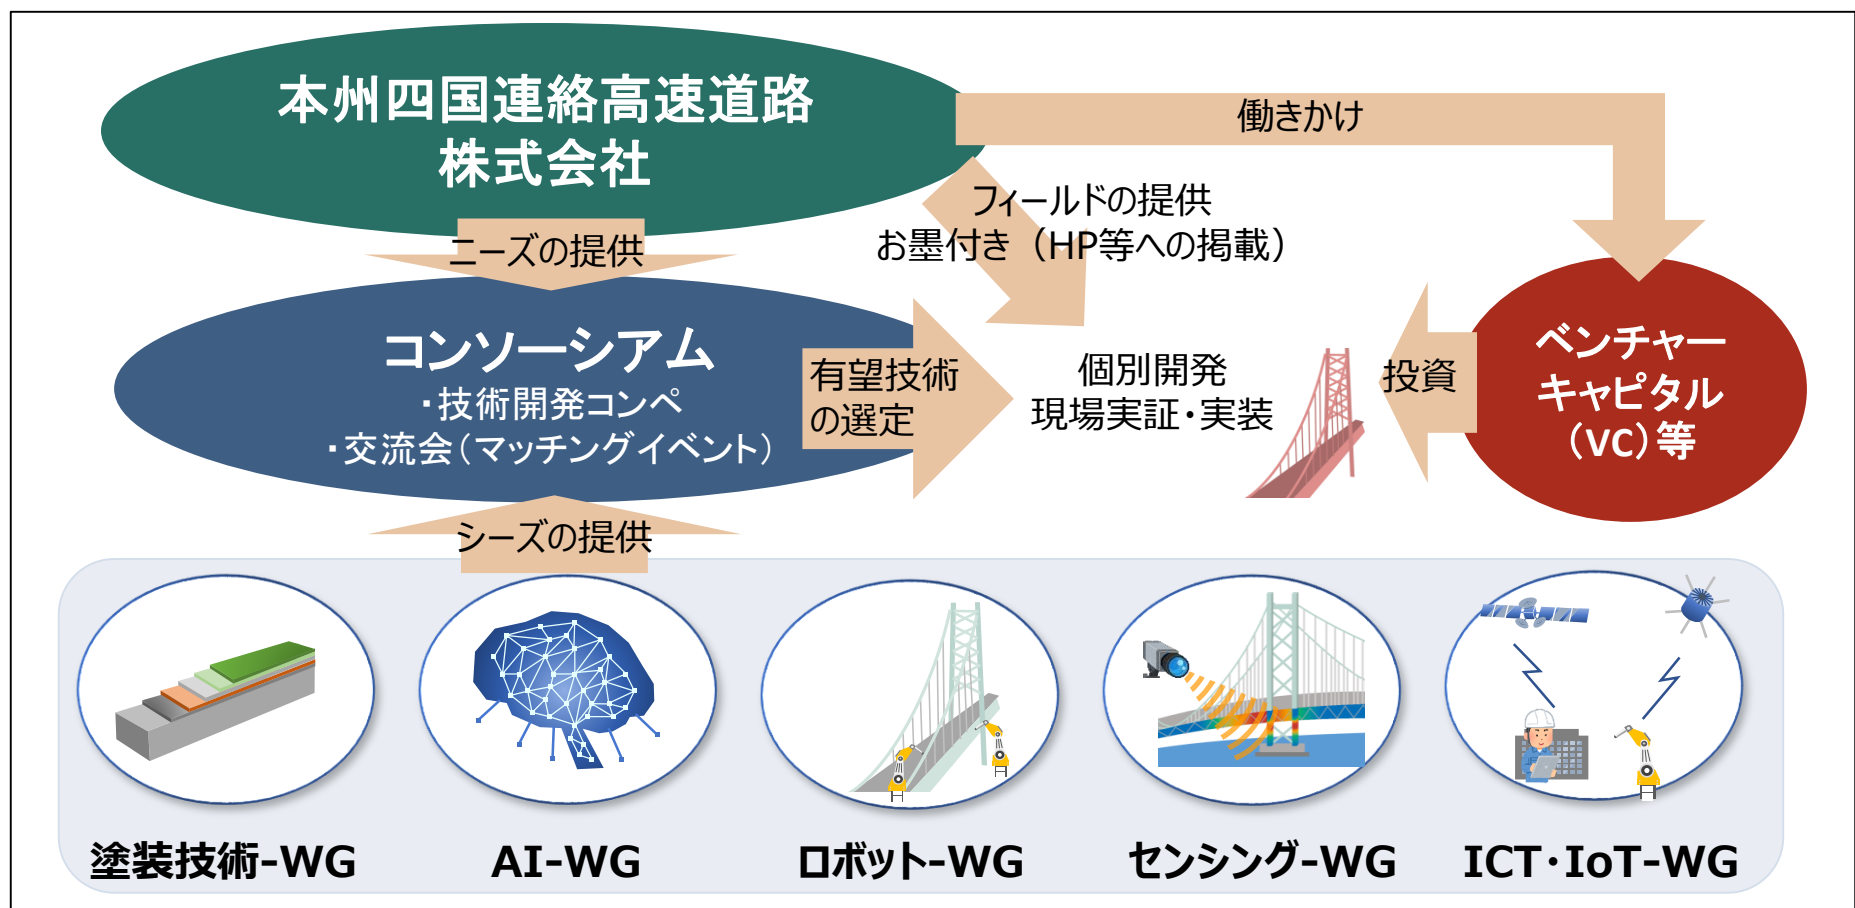 本州四国連絡高速道路
株式会社
働きかけ
フィールドの提供
お墨付き（HP等への掲載）
ニーズの提供
コンソーシアム
・技術開発コンペ
・交流会（マッチングイベント）
有望技術
の選定
個別開発
現場実証・実装
投資
ベンチャー
キャピタル
（VC）等
シーズの提供
塗装技術-WG
AI-WG
ロボット-WG
センシング-WG
ICT・IoT-WG